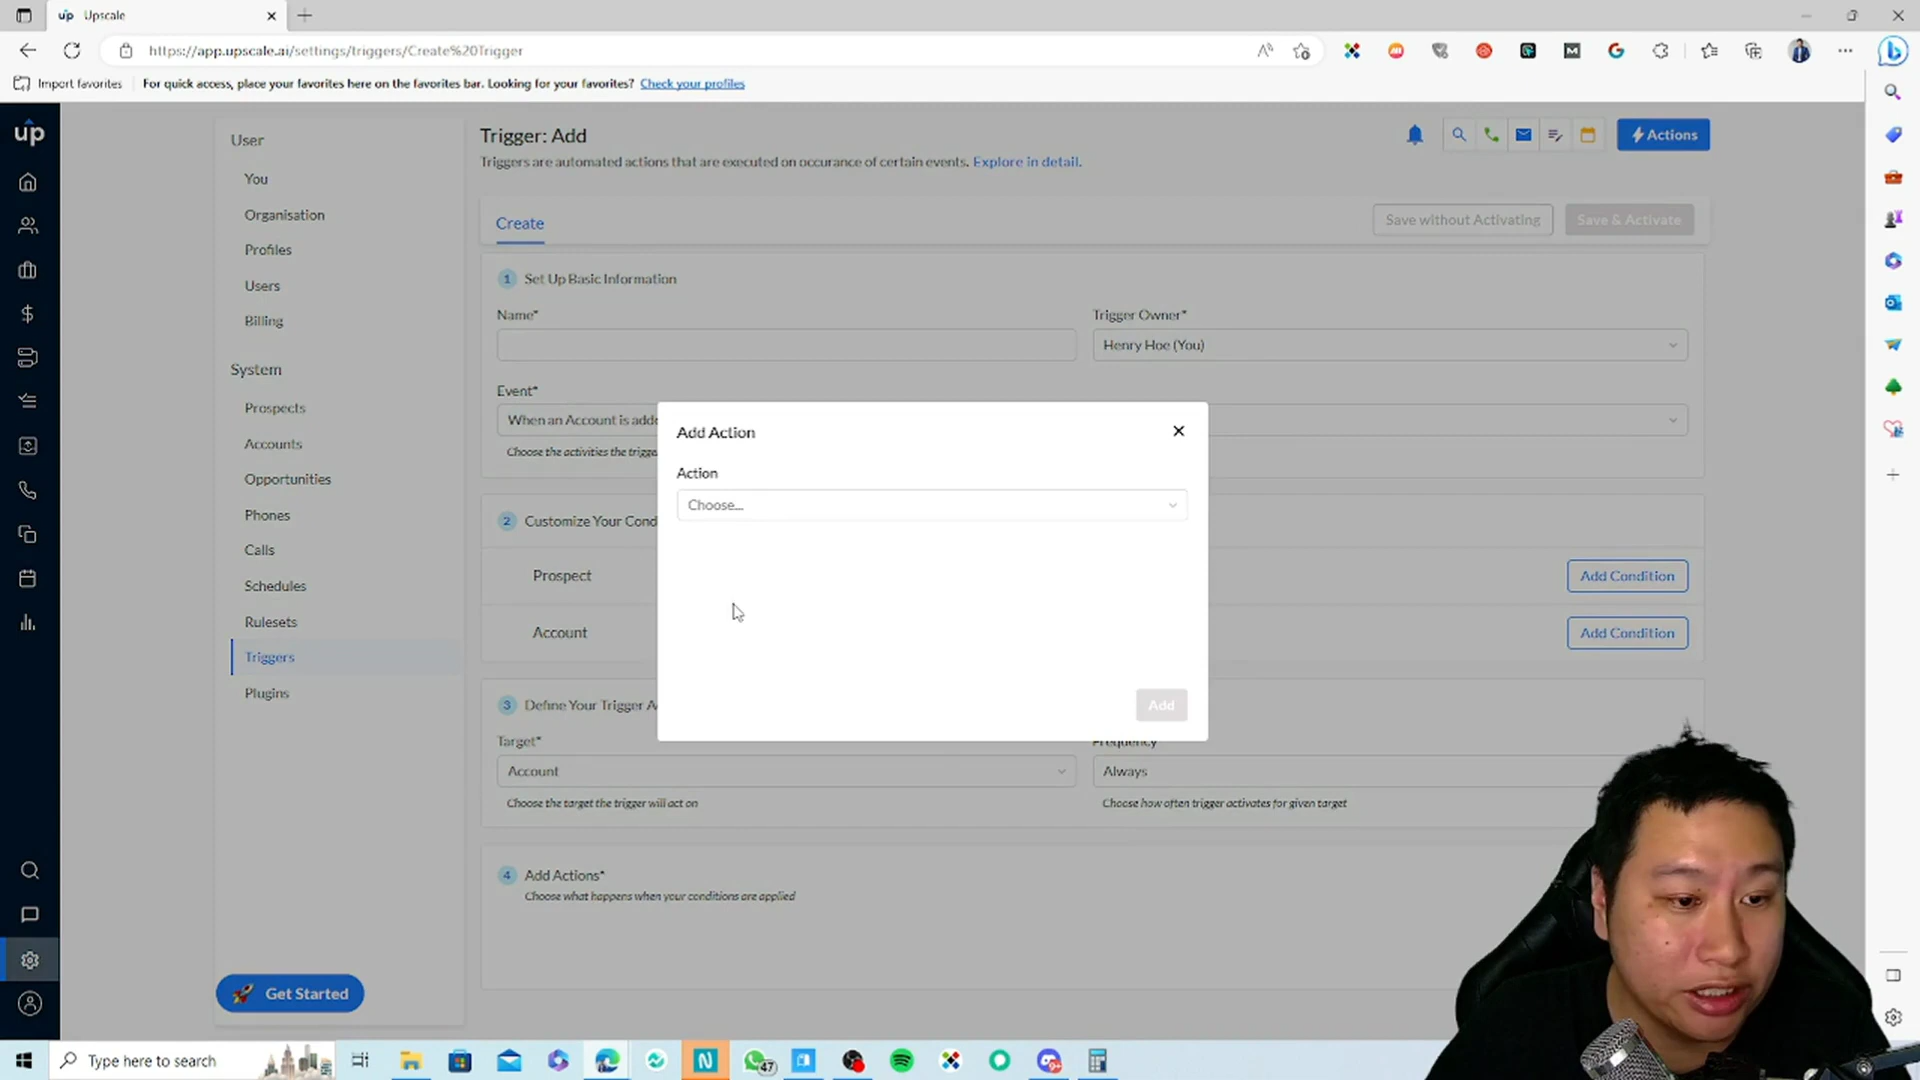 up Upscale
https://app.upscale.ai/settings/triggers/Create%20Trigger
Import favorites
For quick access, place your favorites here on the favorites bar. Looking for your favorites? Check your profiles
up
User
You
Organisation
Profiles
Users
Billing
System
Prospects
Accounts
Opportunities
Phones
Calls
Schedules
Rulesets
Triggers
Plugins
Get Started
Trigger: Add
Triggers are automated actions that are executed on occurance of certain events. Explore in detail.
Actions
Create
Save without Activating
Save & Activate
1 Set Up Basic Information
Name*
Trigger Owner*
Henry Hoe (You)
Event*
When an Account is adde
Choose the activities the trigge
Add Action
Action
Choose...
Add
2 Customize Your Cond
Prospect
Add Condition
Account
Add Condition
3 Define Your Trigger A
Target*
Frequency
Account
Always
Choose the target the trigger will act on
Choose how often trigger activates for given target
4 Add Actions*
Choose what happens when your conditions are applied
Type here to search
47